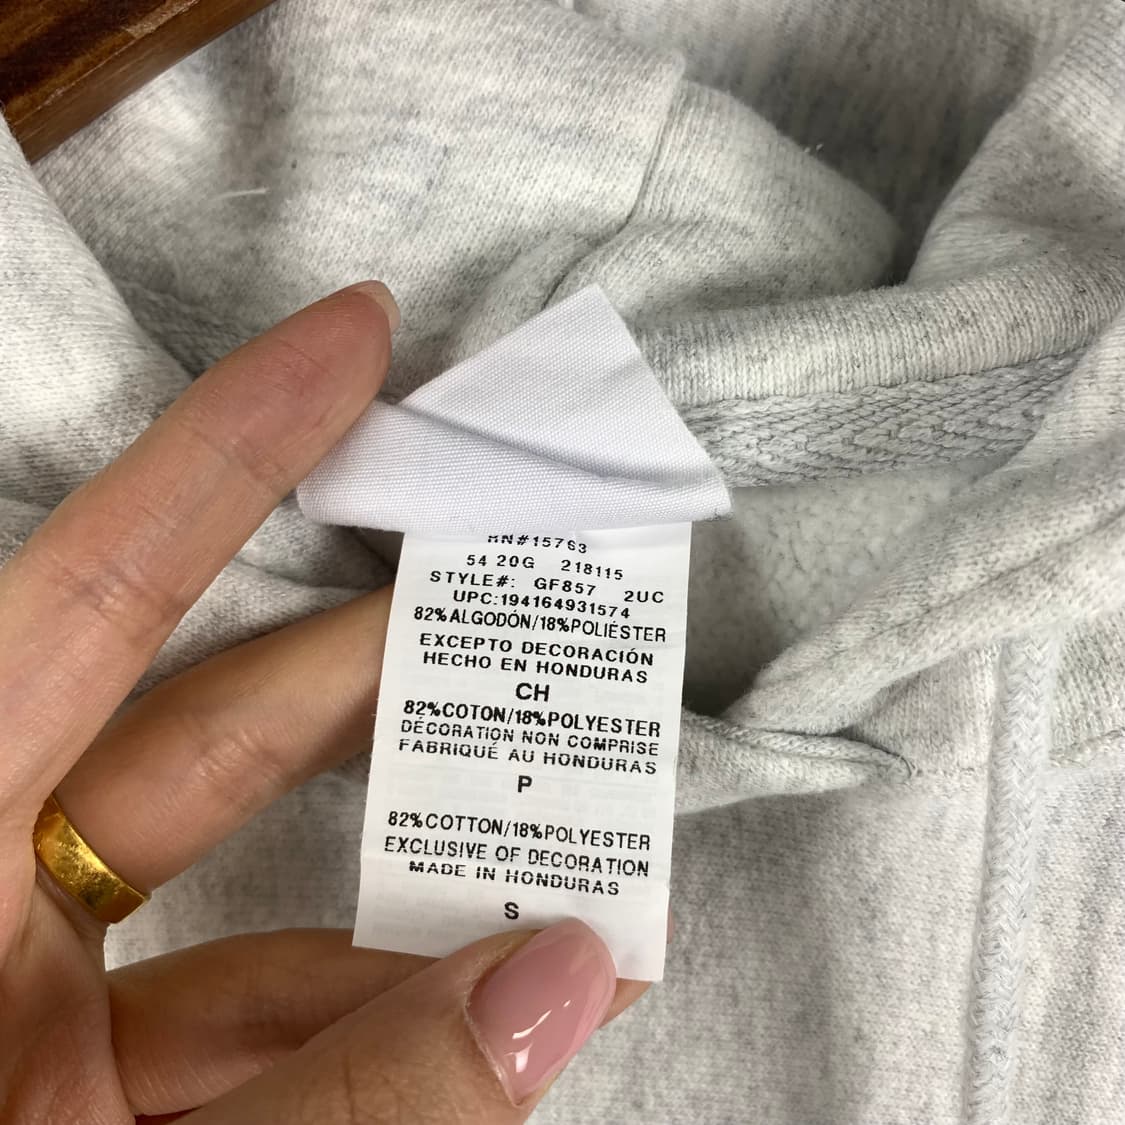 RN#15763
54 20G 218115
STYLE#: GF857 2UC
UPC:194164931574
82%ALGODÓN/18%POLIÉSTER
EXCEPTO DECORACIÓN
HECHO EN HONDURAS
CH
82%COTON/18%POLYESTER
DÉCORATION NON COMPRISE
FABRIQUÉ AU HONDURAS
P
82%COTTON/18%POLYESTER
EXCLUSIVE OF DECORATION
MADE IN HONDURAS
S